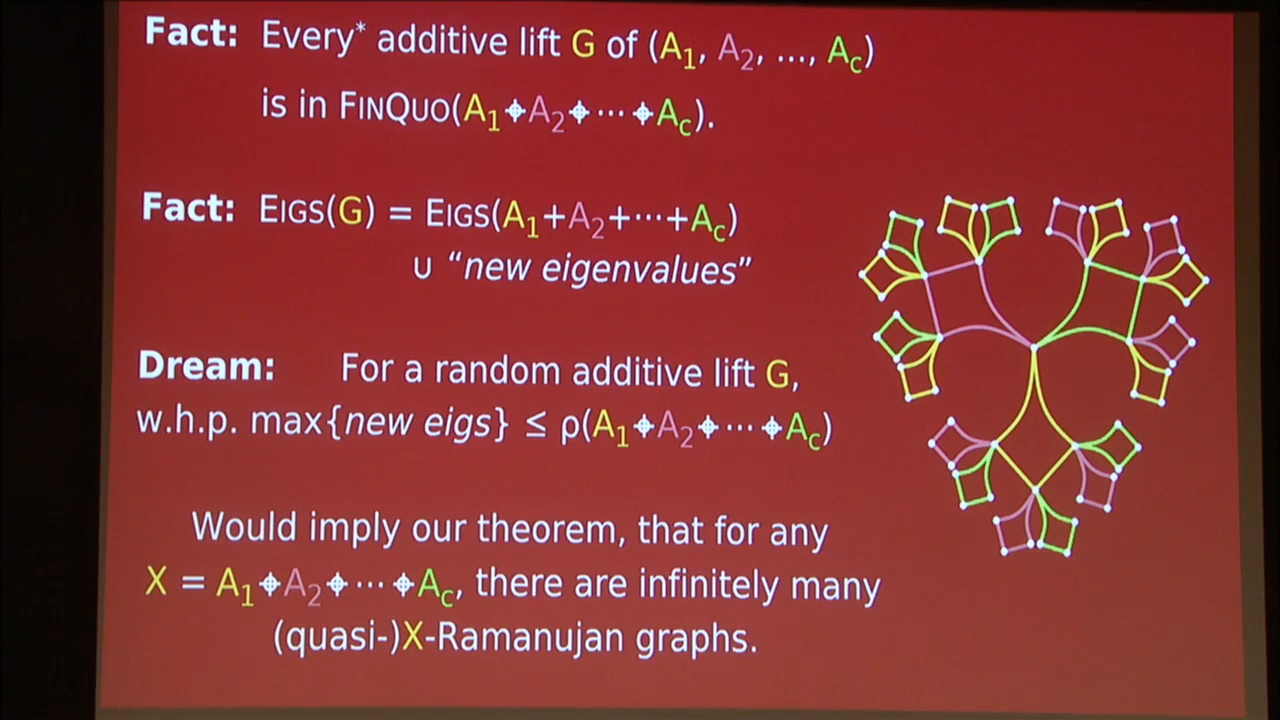 Fact: Every* additive lift G of (A₁, A₂, ..., A_c)
is in FINQUO(A₁⌖A₂⌖⋯⌖A_c).
Fact: EIGS(G) = EIGS(A₁+A₂+⋯+A_c)
∪ “new eigenvalues”
Dream: For a random additive lift G,
w.h.p. max{new eigs} ≤ ρ(A₁⌖A₂⌖⋯⌖A_c)
Would imply our theorem, that for any
X = A₁⌖A₂⌖⋯⌖A_c, there are infinitely many
(quasi-)X-Ramanujan graphs.